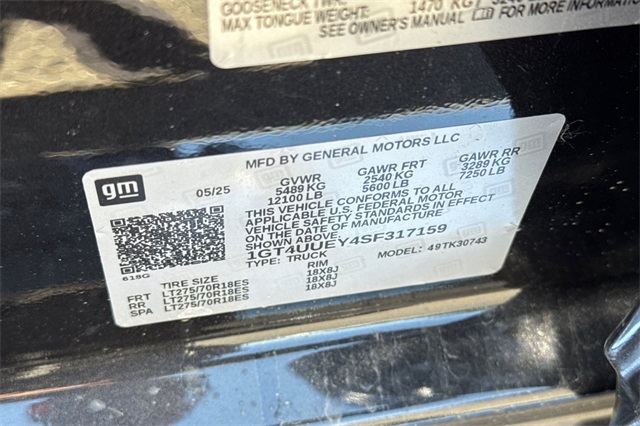 GOOSENECK
MAX TONGUE WEIGHT: 1470 KG
SEE OWNER'S MANUAL FOR MORE INFORMATION
MFD BY GENERAL MOTORS LLC
gm
05/25
GVWR GAWR FRT GAWR RR
5489 KG 2540 KG 3289 KG
12100 LB 5600 LB 7250 LB
THIS VEHICLE CONFORMS TO ALL
APPLICABLE U.S. FEDERAL MOTOR
VEHICLE SAFETY STANDARDS IN EFFECT
ON THE DATE OF MANUFACTURE SHOWN ABOVE.
1GT4UUEY4SF317159
TYPE: TRUCK MODEL: 49TK30743
618G
TIRE SIZE RIM
FRT LT275/70R18ES 18X8J
RR LT275/70R18ES 18X8J
SPA LT275/70R18ES 18X8J